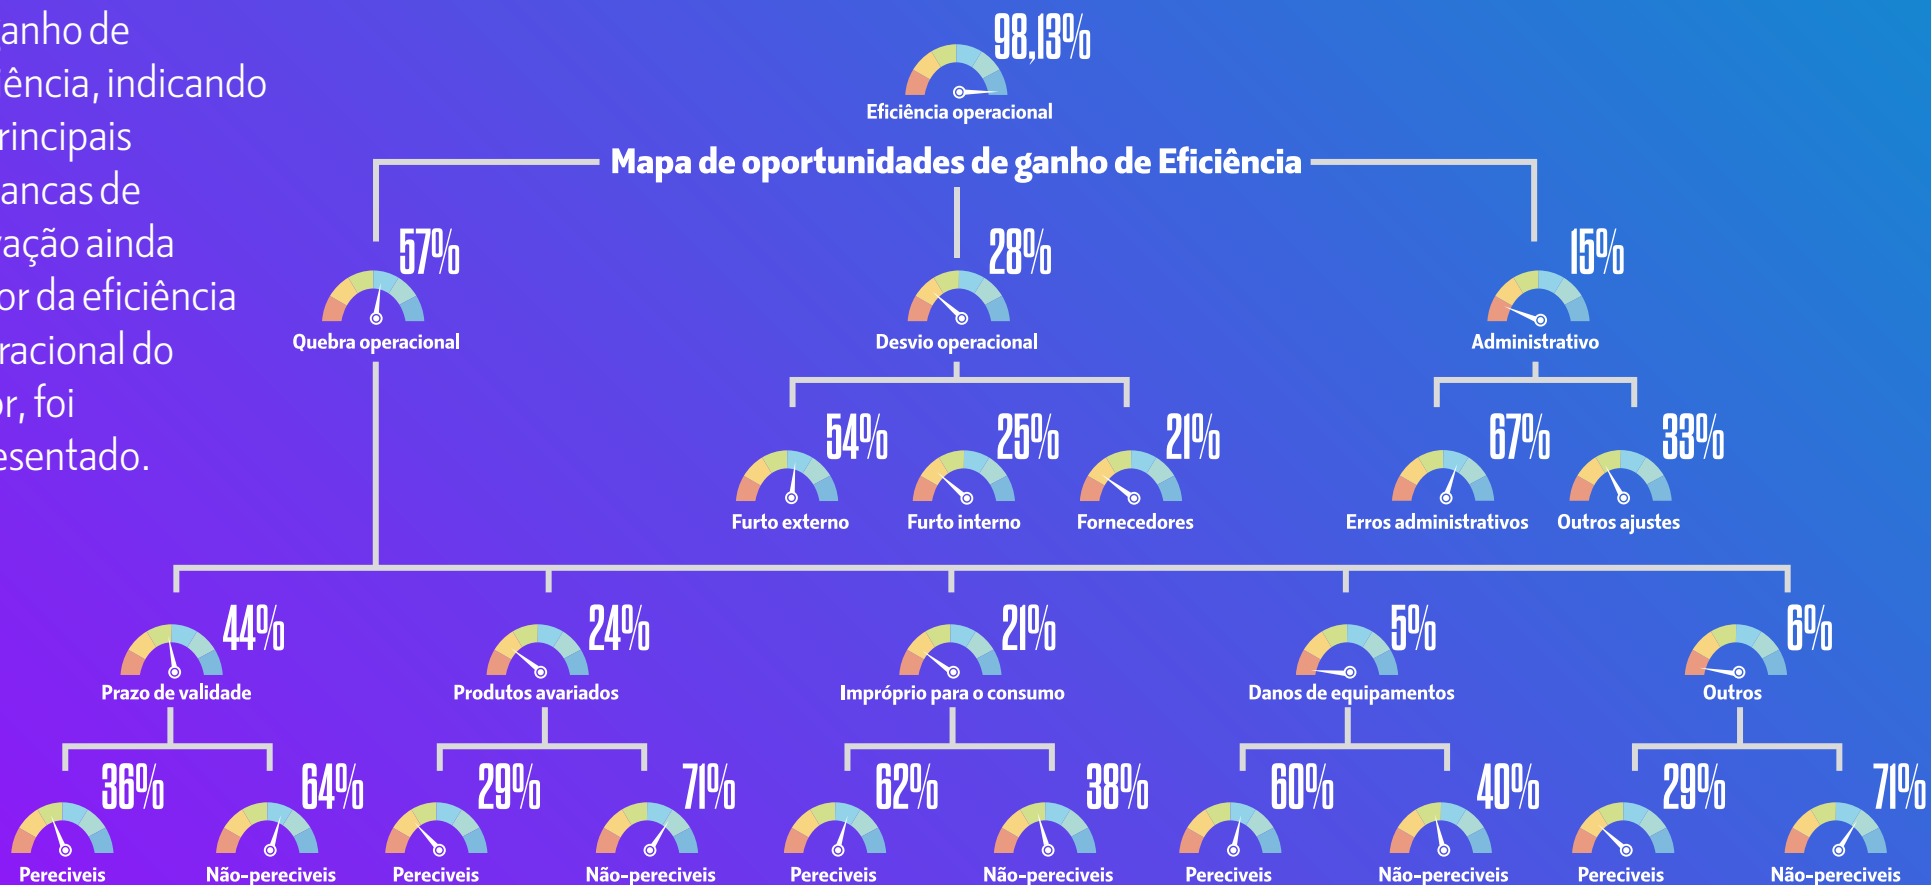 anho de
iência, indicando
rincipais
ancas de
ação ainda
or da eficiência
racional do
or, foi
esentado.
98,13%
Eficiência operacional
Mapa de oportunidades de ganho de Eficiência
57%
Quebra operacional
28%
Desvio operacional
15%
Administrativo
54%
Furto externo
25%
Furto interno
21%
Fornecedores
67%
Erros administrativos
33%
Outros ajustes
44%
Prazo de validade
24%
Produtos avariados
21%
Impróprio para o consumo
5%
Danos de equipamentos
6%
Outros
36%
Pereciveis
64%
Não-pereciveis
29%
Pereciveis
71%
Não-pereciveis
62%
Pereciveis
38%
Não-pereciveis
60%
Pereciveis
40%
Não-pereciveis
29%
Pereciveis
71%
Não-pereciveis